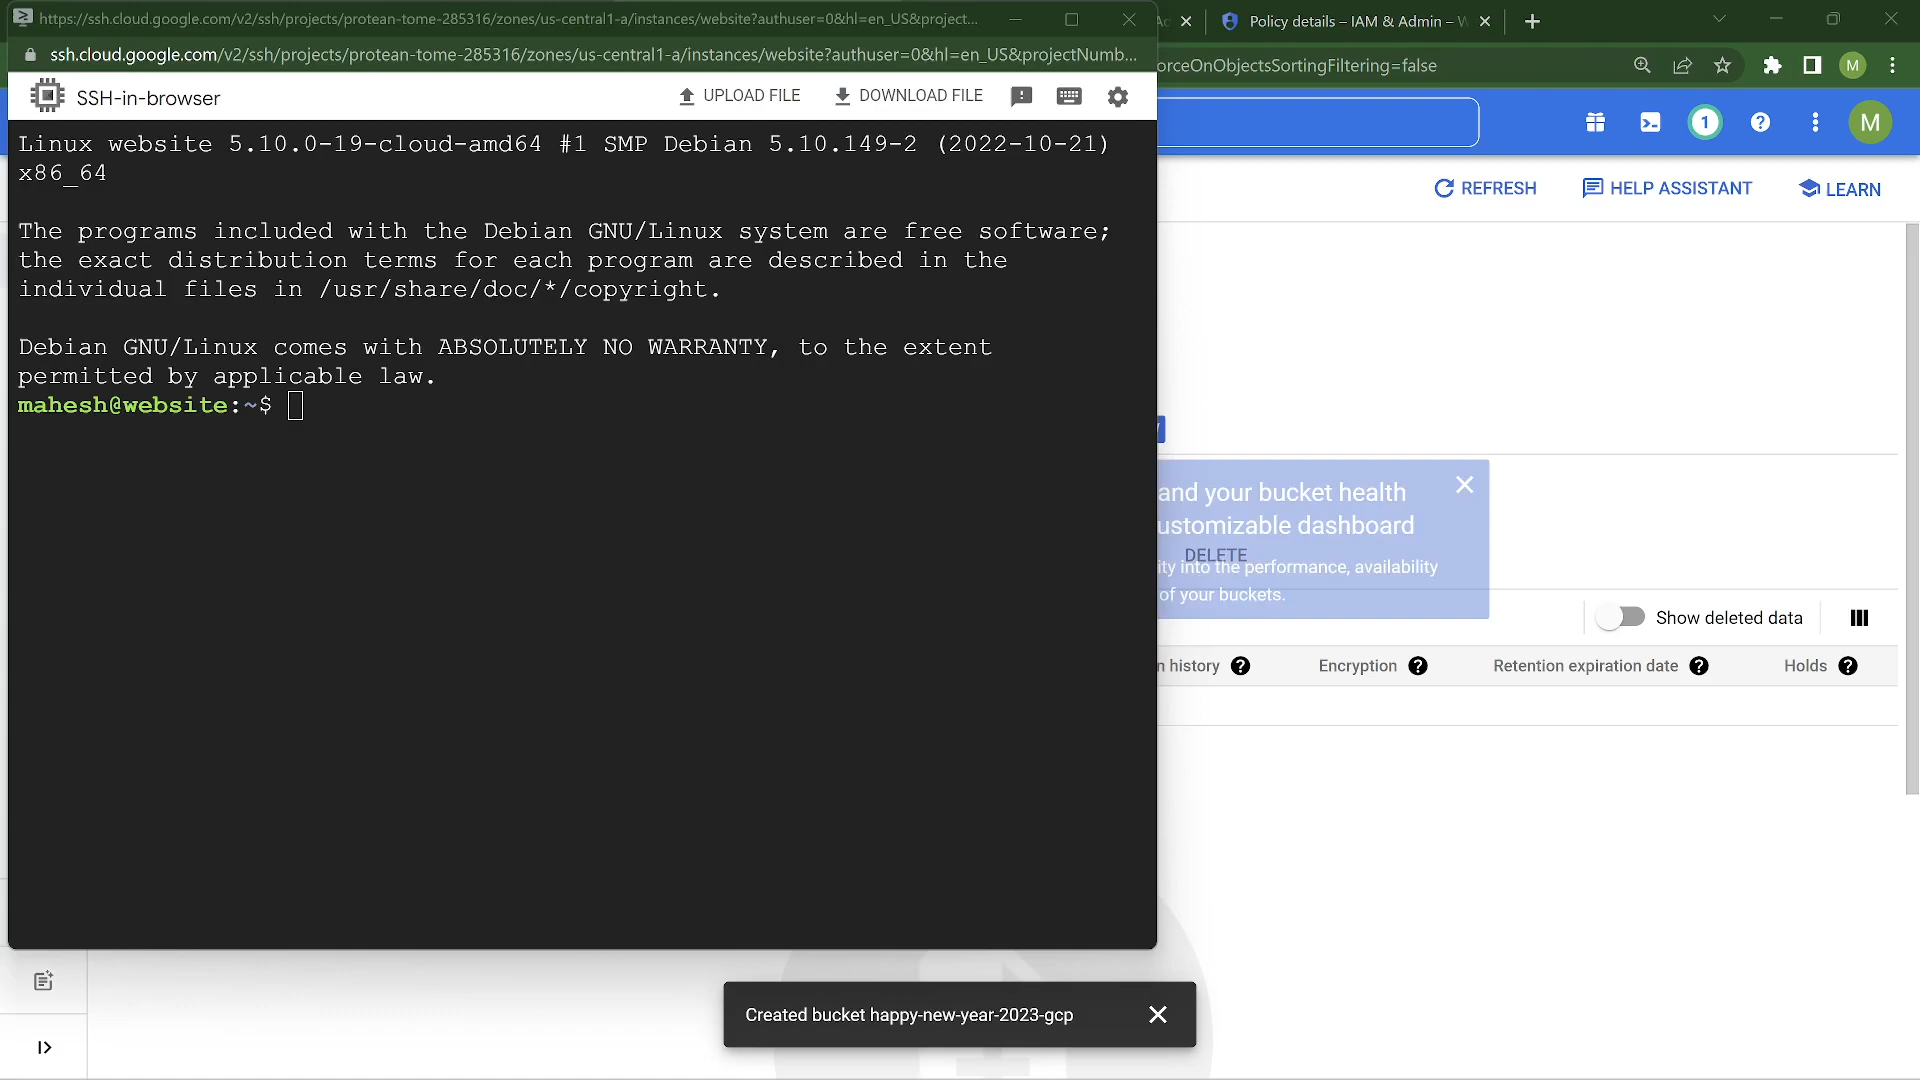 https://ssh.cloud.google.com/v2/ssh/projects/protean-tome-285316/zones/us-central1-a/instances/website?authuser=0&hl=en_US&project...
Policy details – IAM & Admin –
ssh.cloud.google.com/v2/ssh/projects/protean-tome-285316/zones/us-central1-a/instances/website?authuser=0&hl=en_US&projectNumb...
orceOnObjectsSortingFiltering=false
M
SSH-in-browser
UPLOAD FILE
DOWNLOAD FILE
1
M
Linux website 5.10.0-19-cloud-amd64 #1 SMP Debian 5.10.149-2 (2022-10-21)
x86_64
REFRESH
HELP ASSISTANT
LEARN
The programs included with the Debian GNU/Linux system are free software;
the exact distribution terms for each program are described in the
individual files in /usr/share/doc/*/copyright.
Debian GNU/Linux comes with ABSOLUTELY NO WARRANTY, to the extent
permitted by applicable law.
mahesh@website:~$
and your bucket health
ustomizable dashboard
DELETE
ity into the performance, availability
of your buckets.
Show deleted data
n history
Encryption
Retention expiration date
Holds
Created bucket happy-new-year-2023-gcp